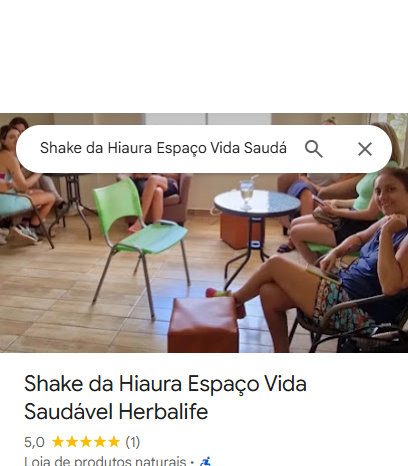 Shake da Hiaura Espaço Vida Saudá
Shake da Hiaura Espaço Vida
Saudável Herbalife
5,0 ★★★★★ (1)
Loja de produtos naturais ·